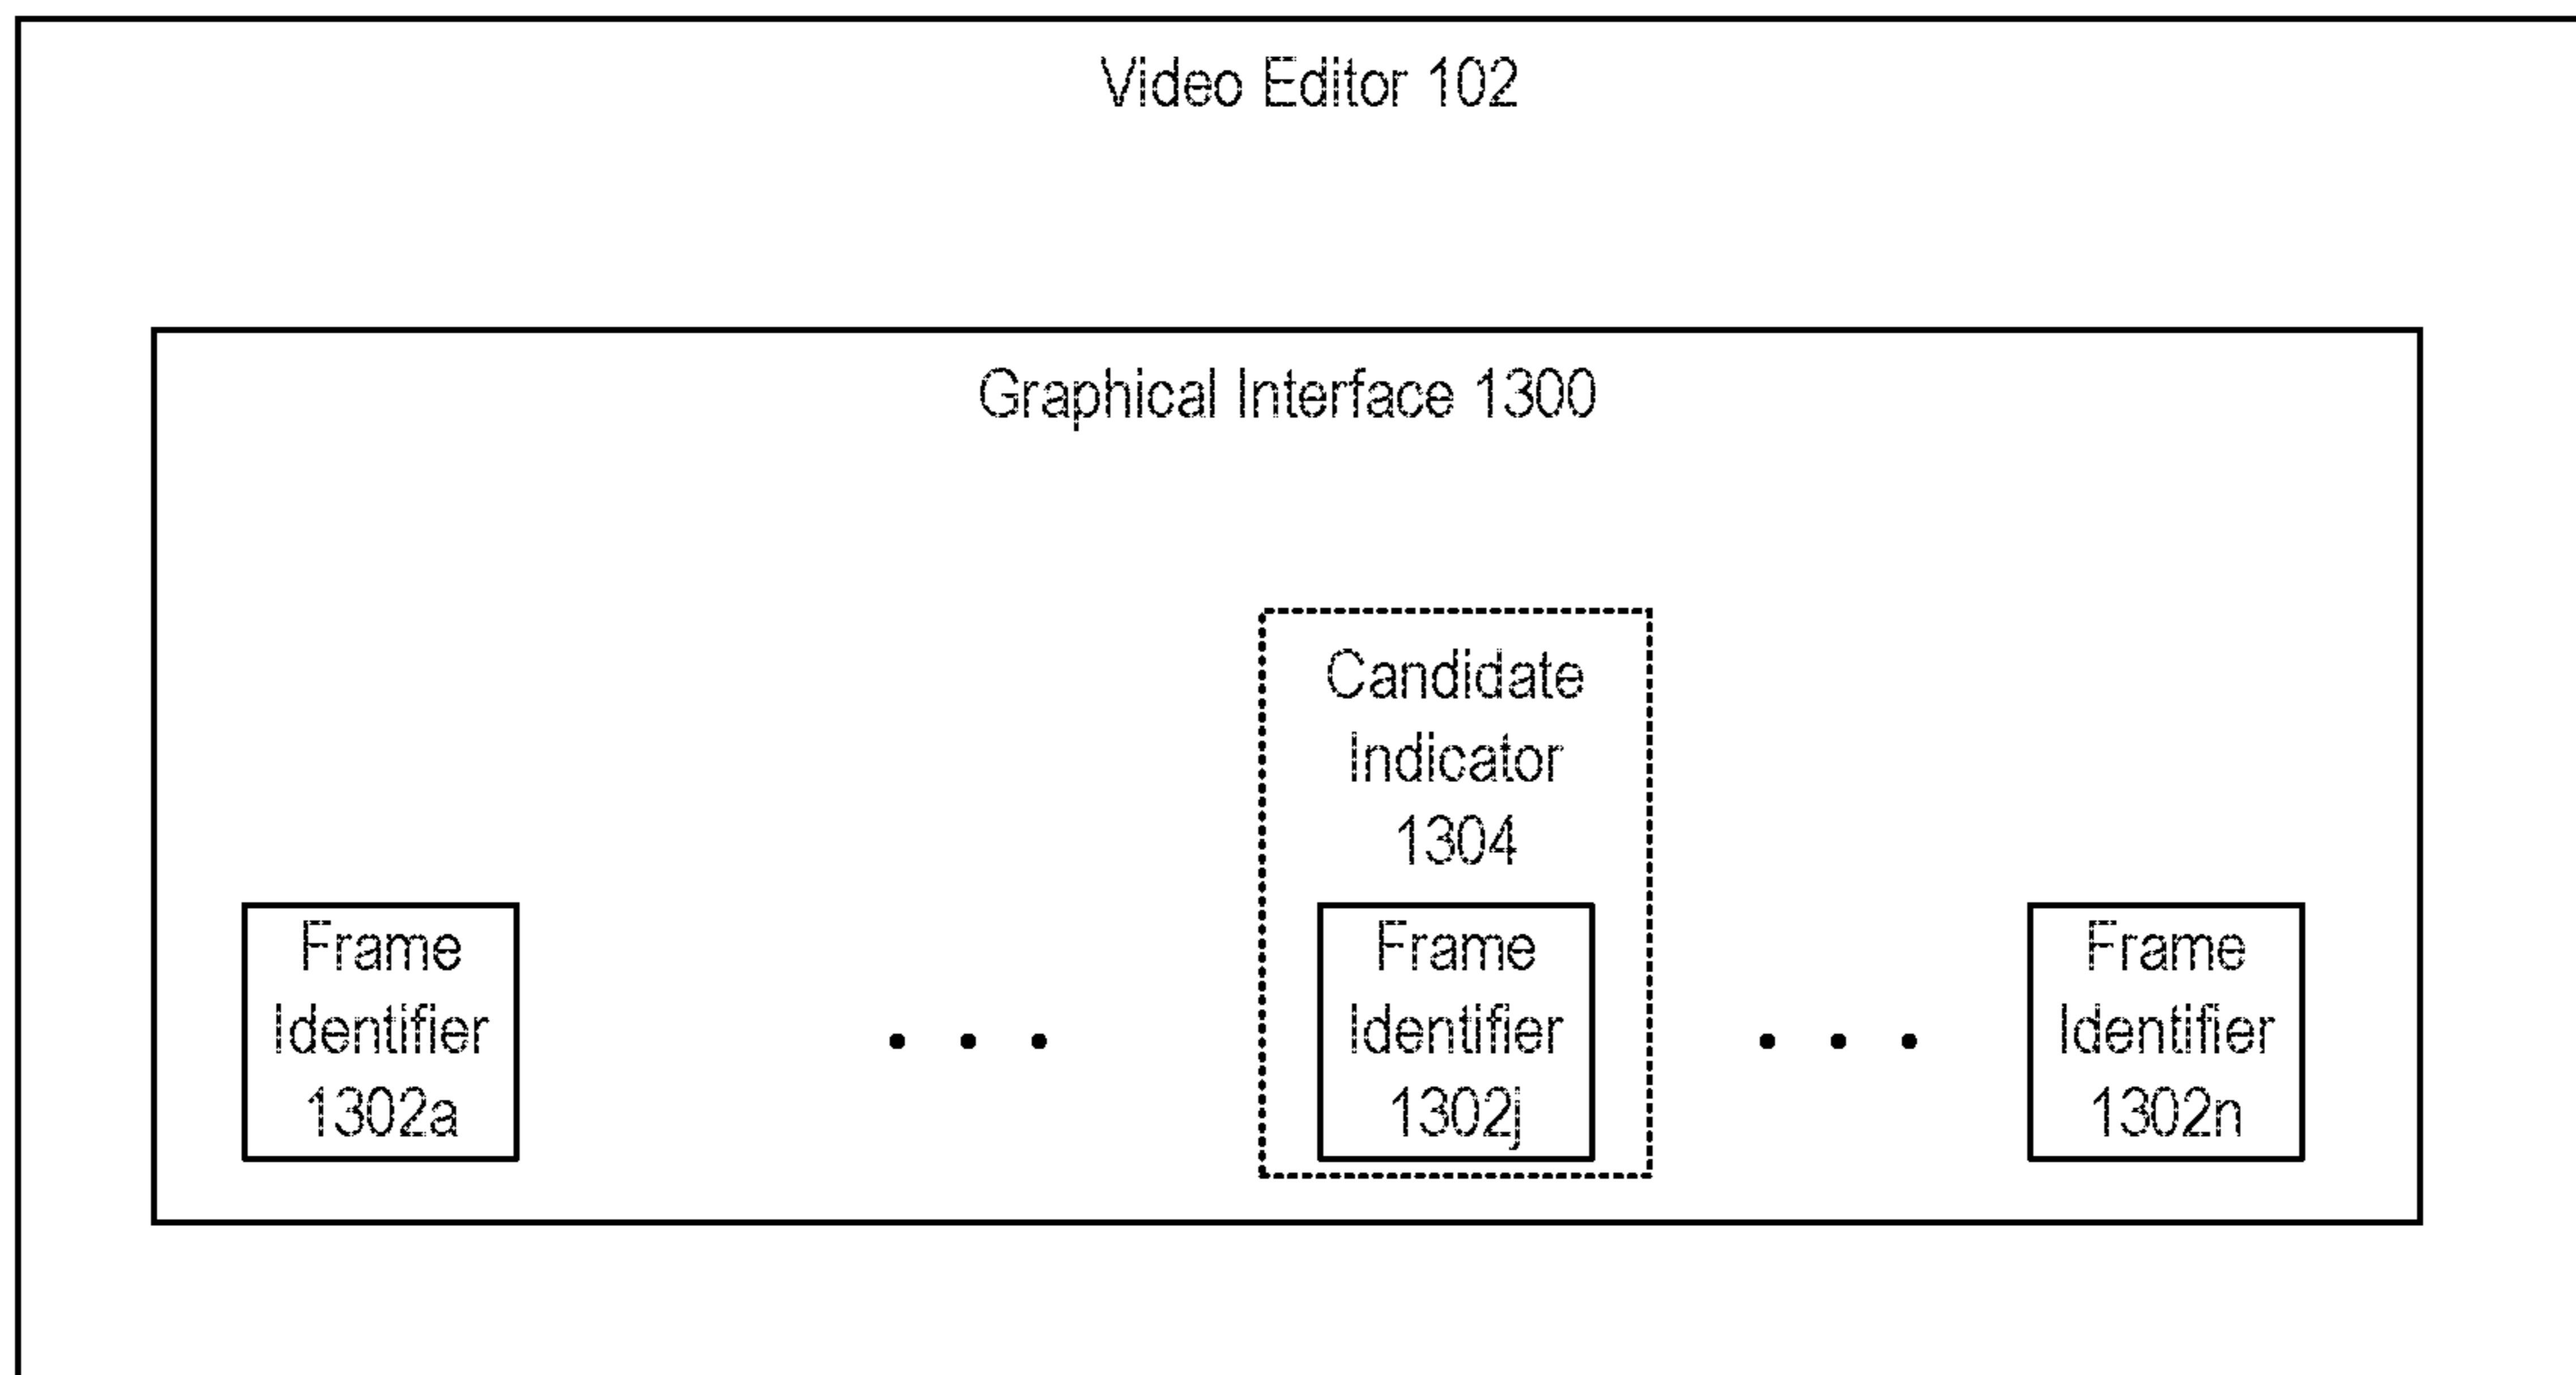 Video Editor 102
Graphical Interface 1300
Candidate
Indicator
1304
Frame
Identifier
1302a
. . .
Frame
Identifier
1302j
. . .
Frame
Identifier
1302n